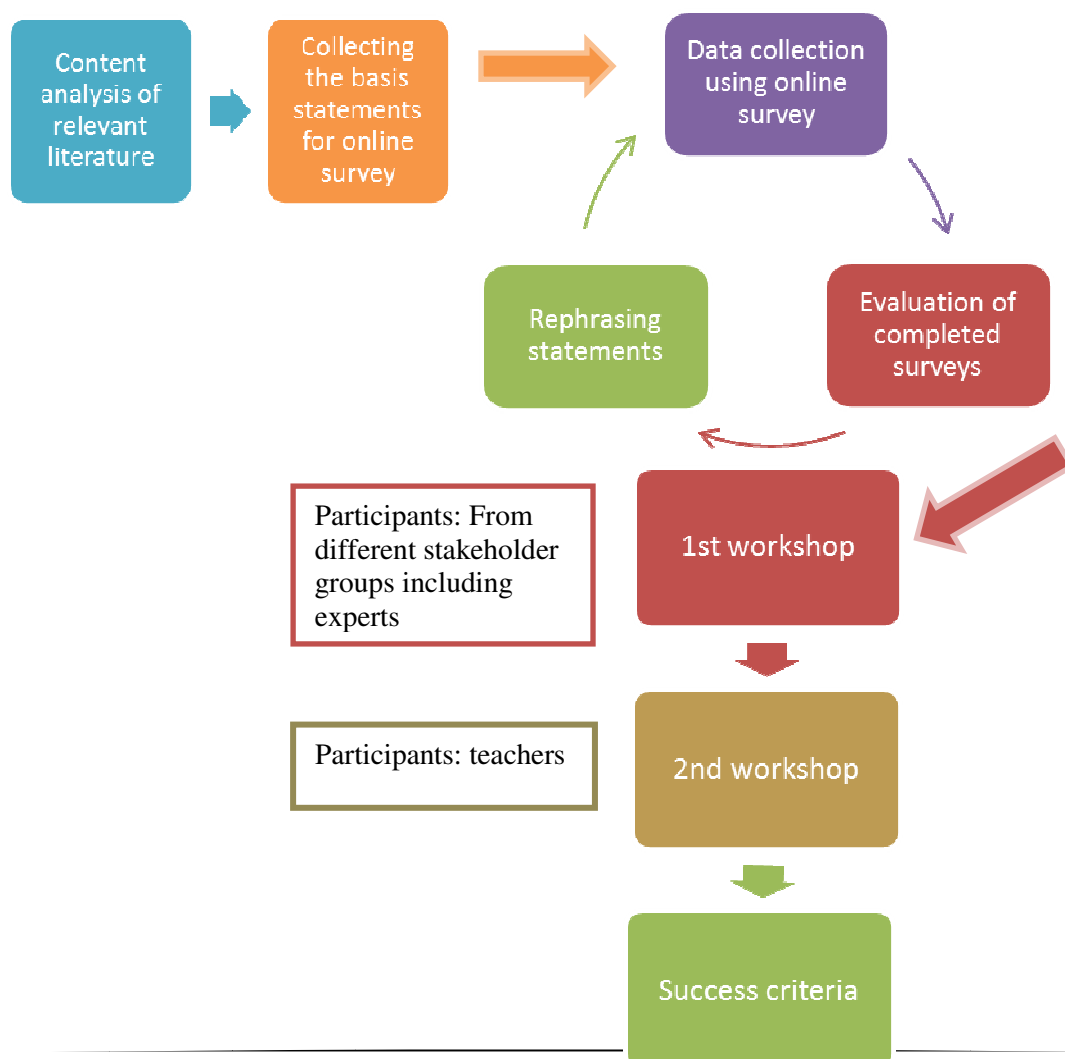 Content
analysis of
relevant
literature
Collecting
the basis
statements
for online
survey
Data collection
using online
survey
Rephrasing
statements
Evaluation of
completed
surveys
Participants: From
different stakeholder
groups including
experts
1st workshop
Participants: teachers
2nd workshop
Success criteria